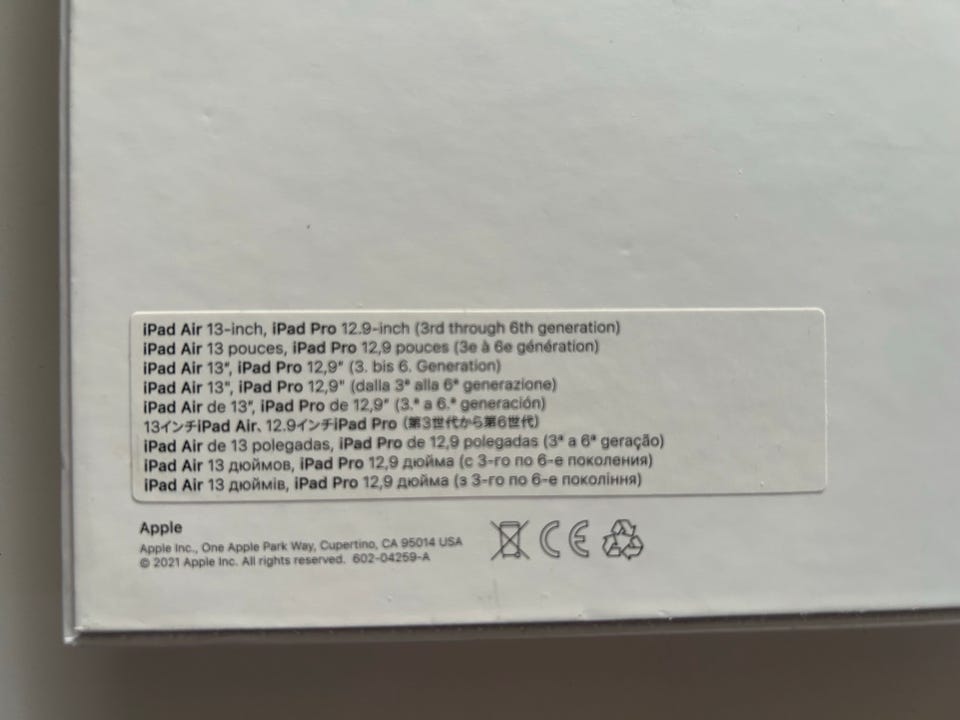 iPad Air 13-inch, iPad Pro 12.9-inch (3rd through 6th generation)
iPad Air 13 pouces, iPad Pro 12,9 pouces (3e à 6e génération)
iPad Air 13", iPad Pro 12,9" (3. bis 6. Generation)
iPad Air 13", iPad Pro 12,9" (dalla 3ª alla 6ª generazione)
iPad Air de 13", iPad Pro de 12,9" (3.ª a 6.ª generación)
13インチiPad Air、12.9インチiPad Pro（第3世代から第6世代）
iPad Air de 13 polegadas, iPad Pro de 12,9 polegadas (3ª a 6ª geração)
iPad Air 13 дюймов, iPad Pro 12,9 дюйма (с 3-го по 6-е поколения)
iPad Air 13 дюймів, iPad Pro 12,9 дюйма (з 3-го по 6-е покоління)
Apple
Apple Inc., One Apple Park Way, Cupertino, CA 95014 USA
© 2021 Apple Inc. All rights reserved. 602-04259-A
CE